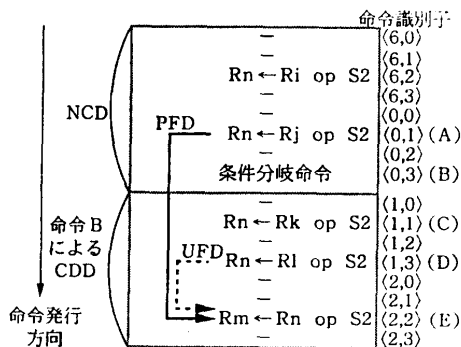 命令識別子
— ⟨6,0⟩
— ⟨6,1⟩
Rn←Ri op S2 ⟨6,2⟩
— ⟨6,3⟩
— ⟨0,0⟩
NCD
PFD Rn←Rj op S2 ⟨0,1⟩(A)
— ⟨0,2⟩
条件分岐命令 ⟨0,3⟩(B)
— ⟨1,0⟩
Rn←Rk op S2 ⟨1,1⟩(C)
— ⟨1,2⟩
UFD Rn←Rl op S2 ⟨1,3⟩(D)
— ⟨2,0⟩
— ⟨2,1⟩
Rm←Rn op S2 ⟨2,2⟩(E)
— ⟨2,3⟩
命令B
による
CDD
命令発行
方向